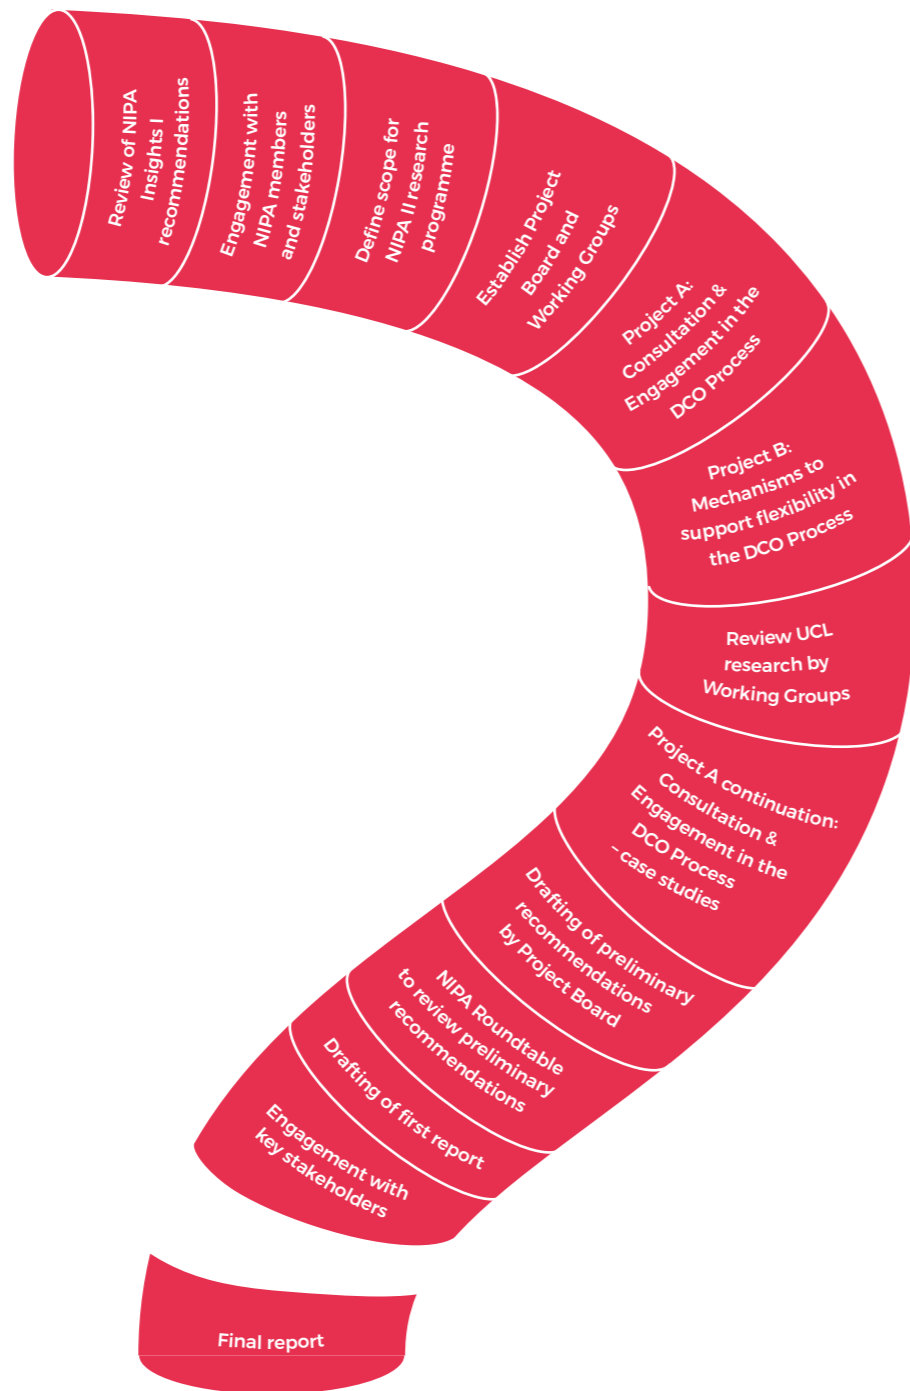 Review of NIPA
Insights I
recommendations
Engagement with
NIPA members
and stakeholders
Define scope for
NIPA II research
programme
Establish Project
Board and
Working Groups
Project A:
Consultation &
Engagement in the
DCO Process
Project B:
Mechanisms to
support flexibility in
the DCO Process
Review UCL
research by
Working Groups
Project A continuation:
Consultation &
Engagement in the
DCO Process
– case studies
Drafting of preliminary
recommendations
by Project Board
NIPA Roundtable
to review preliminary
recommendations
Drafting of first report
Engagement with
key stakeholders
Final report